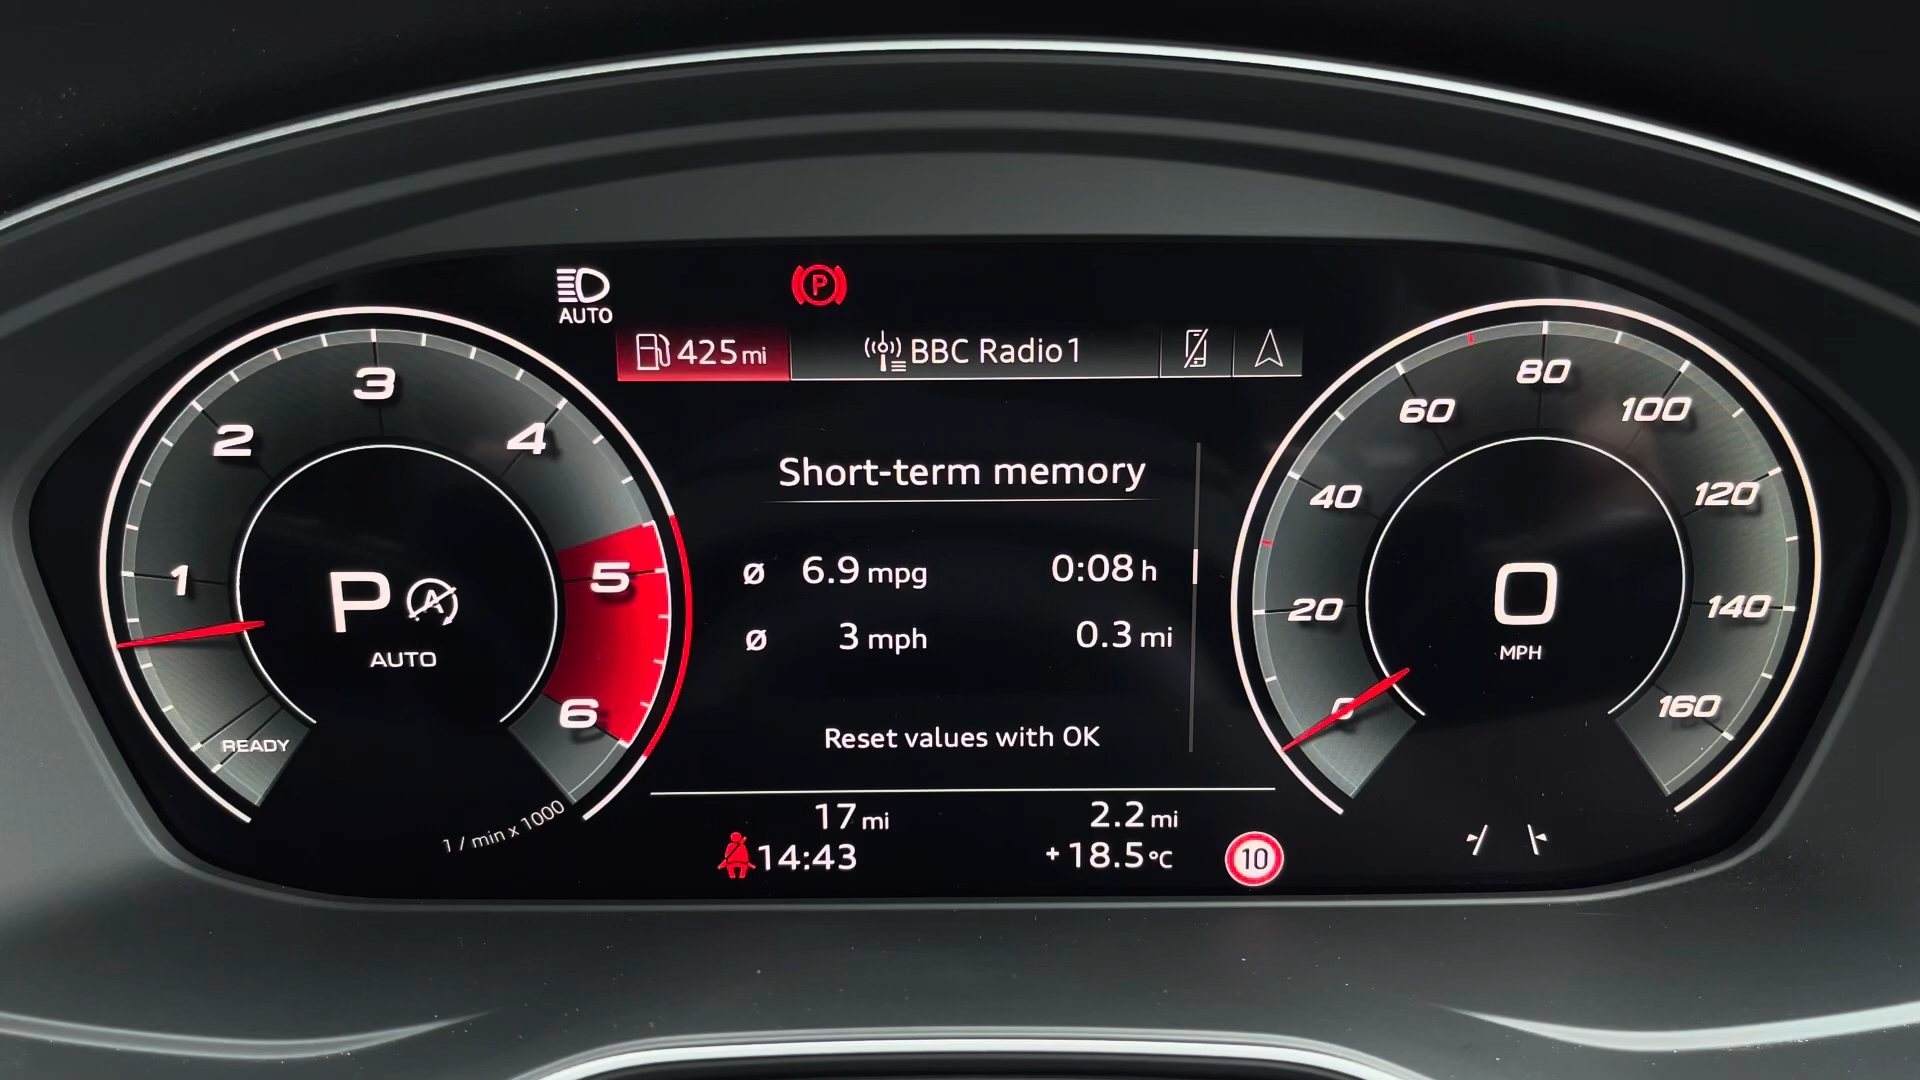 AUTO
P
425 mi
BBC Radio 1
1
2
3
4
5
6
READY
P A
AUTO
1 / min x 1000
Short-term memory
ø 6.9 mpg 0:08 h
ø 3 mph 0.3 mi
Reset values with OK
17 mi 2.2 mi
14:43 +18.5 °C
10
0
20
40
60
80
100
120
140
160
0
MPH